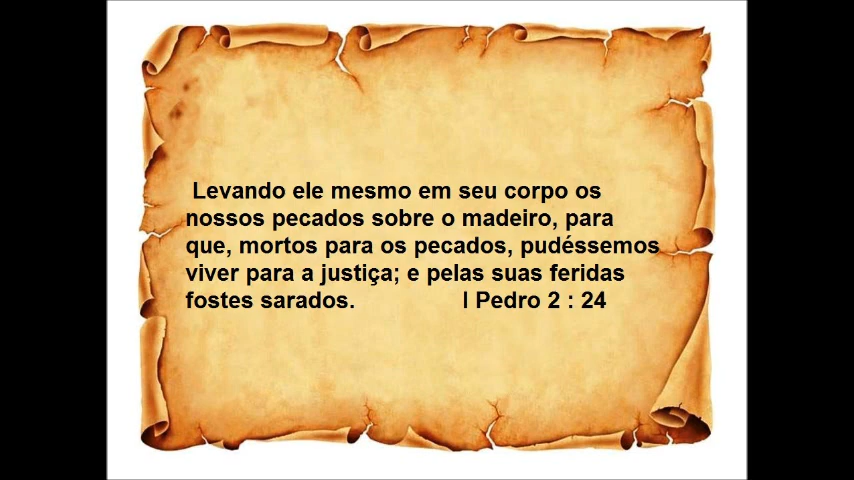 Levando ele mesmo em seu corpo os
nossos pecados sobre o madeiro, para
que, mortos para os pecados, pudéssemos
viver para a justiça; e pelas suas feridas
fostes sarados. I Pedro 2 : 24